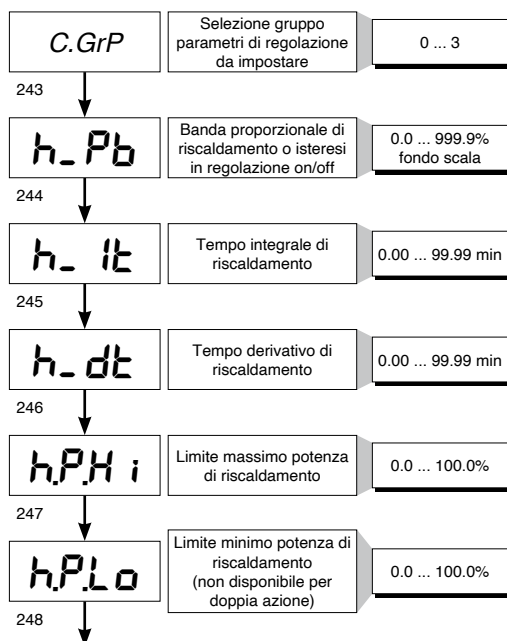 C.GrP
Selezione gruppo
parametri di regolazione
da impostare
0 ... 3
243
h_Pb
Banda proporzionale di
riscaldamento o isteresi
in regolazione on/off
0.0 ... 999.9%
fondo scala
244
h_It
Tempo integrale di
riscaldamento
0.00 ... 99.99 min
245
h_dt
Tempo derivativo di
riscaldamento
0.00 ... 99.99 min
246
h.P.Hi
Limite massimo potenza
di riscaldamento
0.0 ... 100.0%
247
h.P.Lo
Limite minimo potenza di
riscaldamento
(non disponibile per
doppia azione)
0.0 ... 100.0%
248